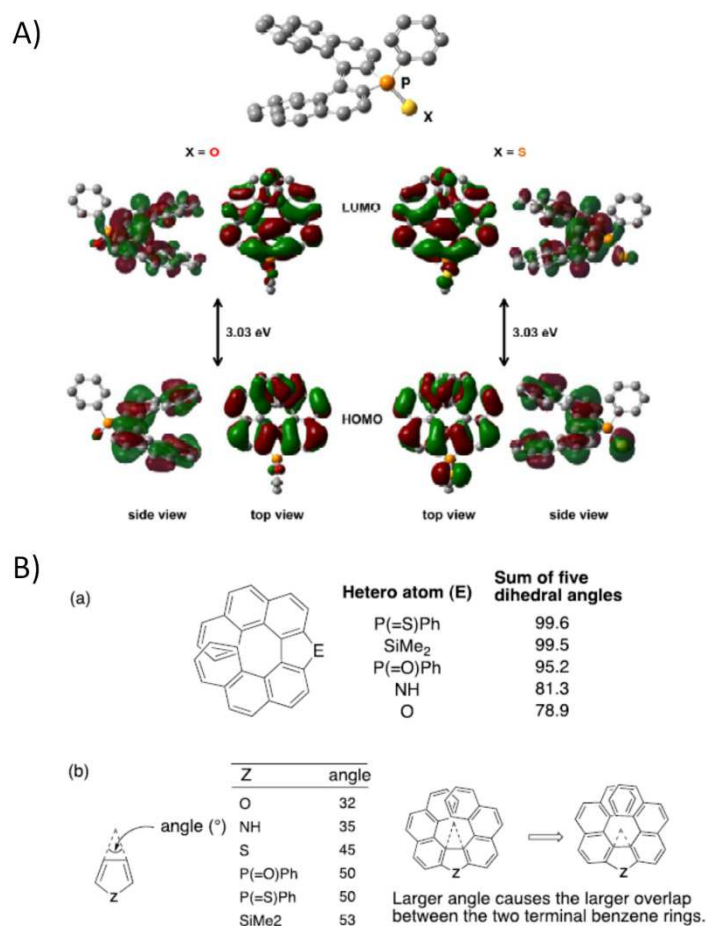 A)
P
X
X = O
X = S
LUMO
3.03 eV
3.03 eV
HOMO
side view
top view
top view
side view
B)
(a)
E
Hetero atom (E)
Sum of five
dihedral angles
P(=S)Ph
99.6
SiMe2
99.5
P(=O)Ph
95.2
NH
81.3
O
78.9
(b)
angle (°)
Z
Z
angle
O
32
NH
35
S
45
P(=O)Ph
50
P(=S)Ph
50
SiMe2
53
Z
Z
Larger angle causes the larger overlap
between the two terminal benzene rings.